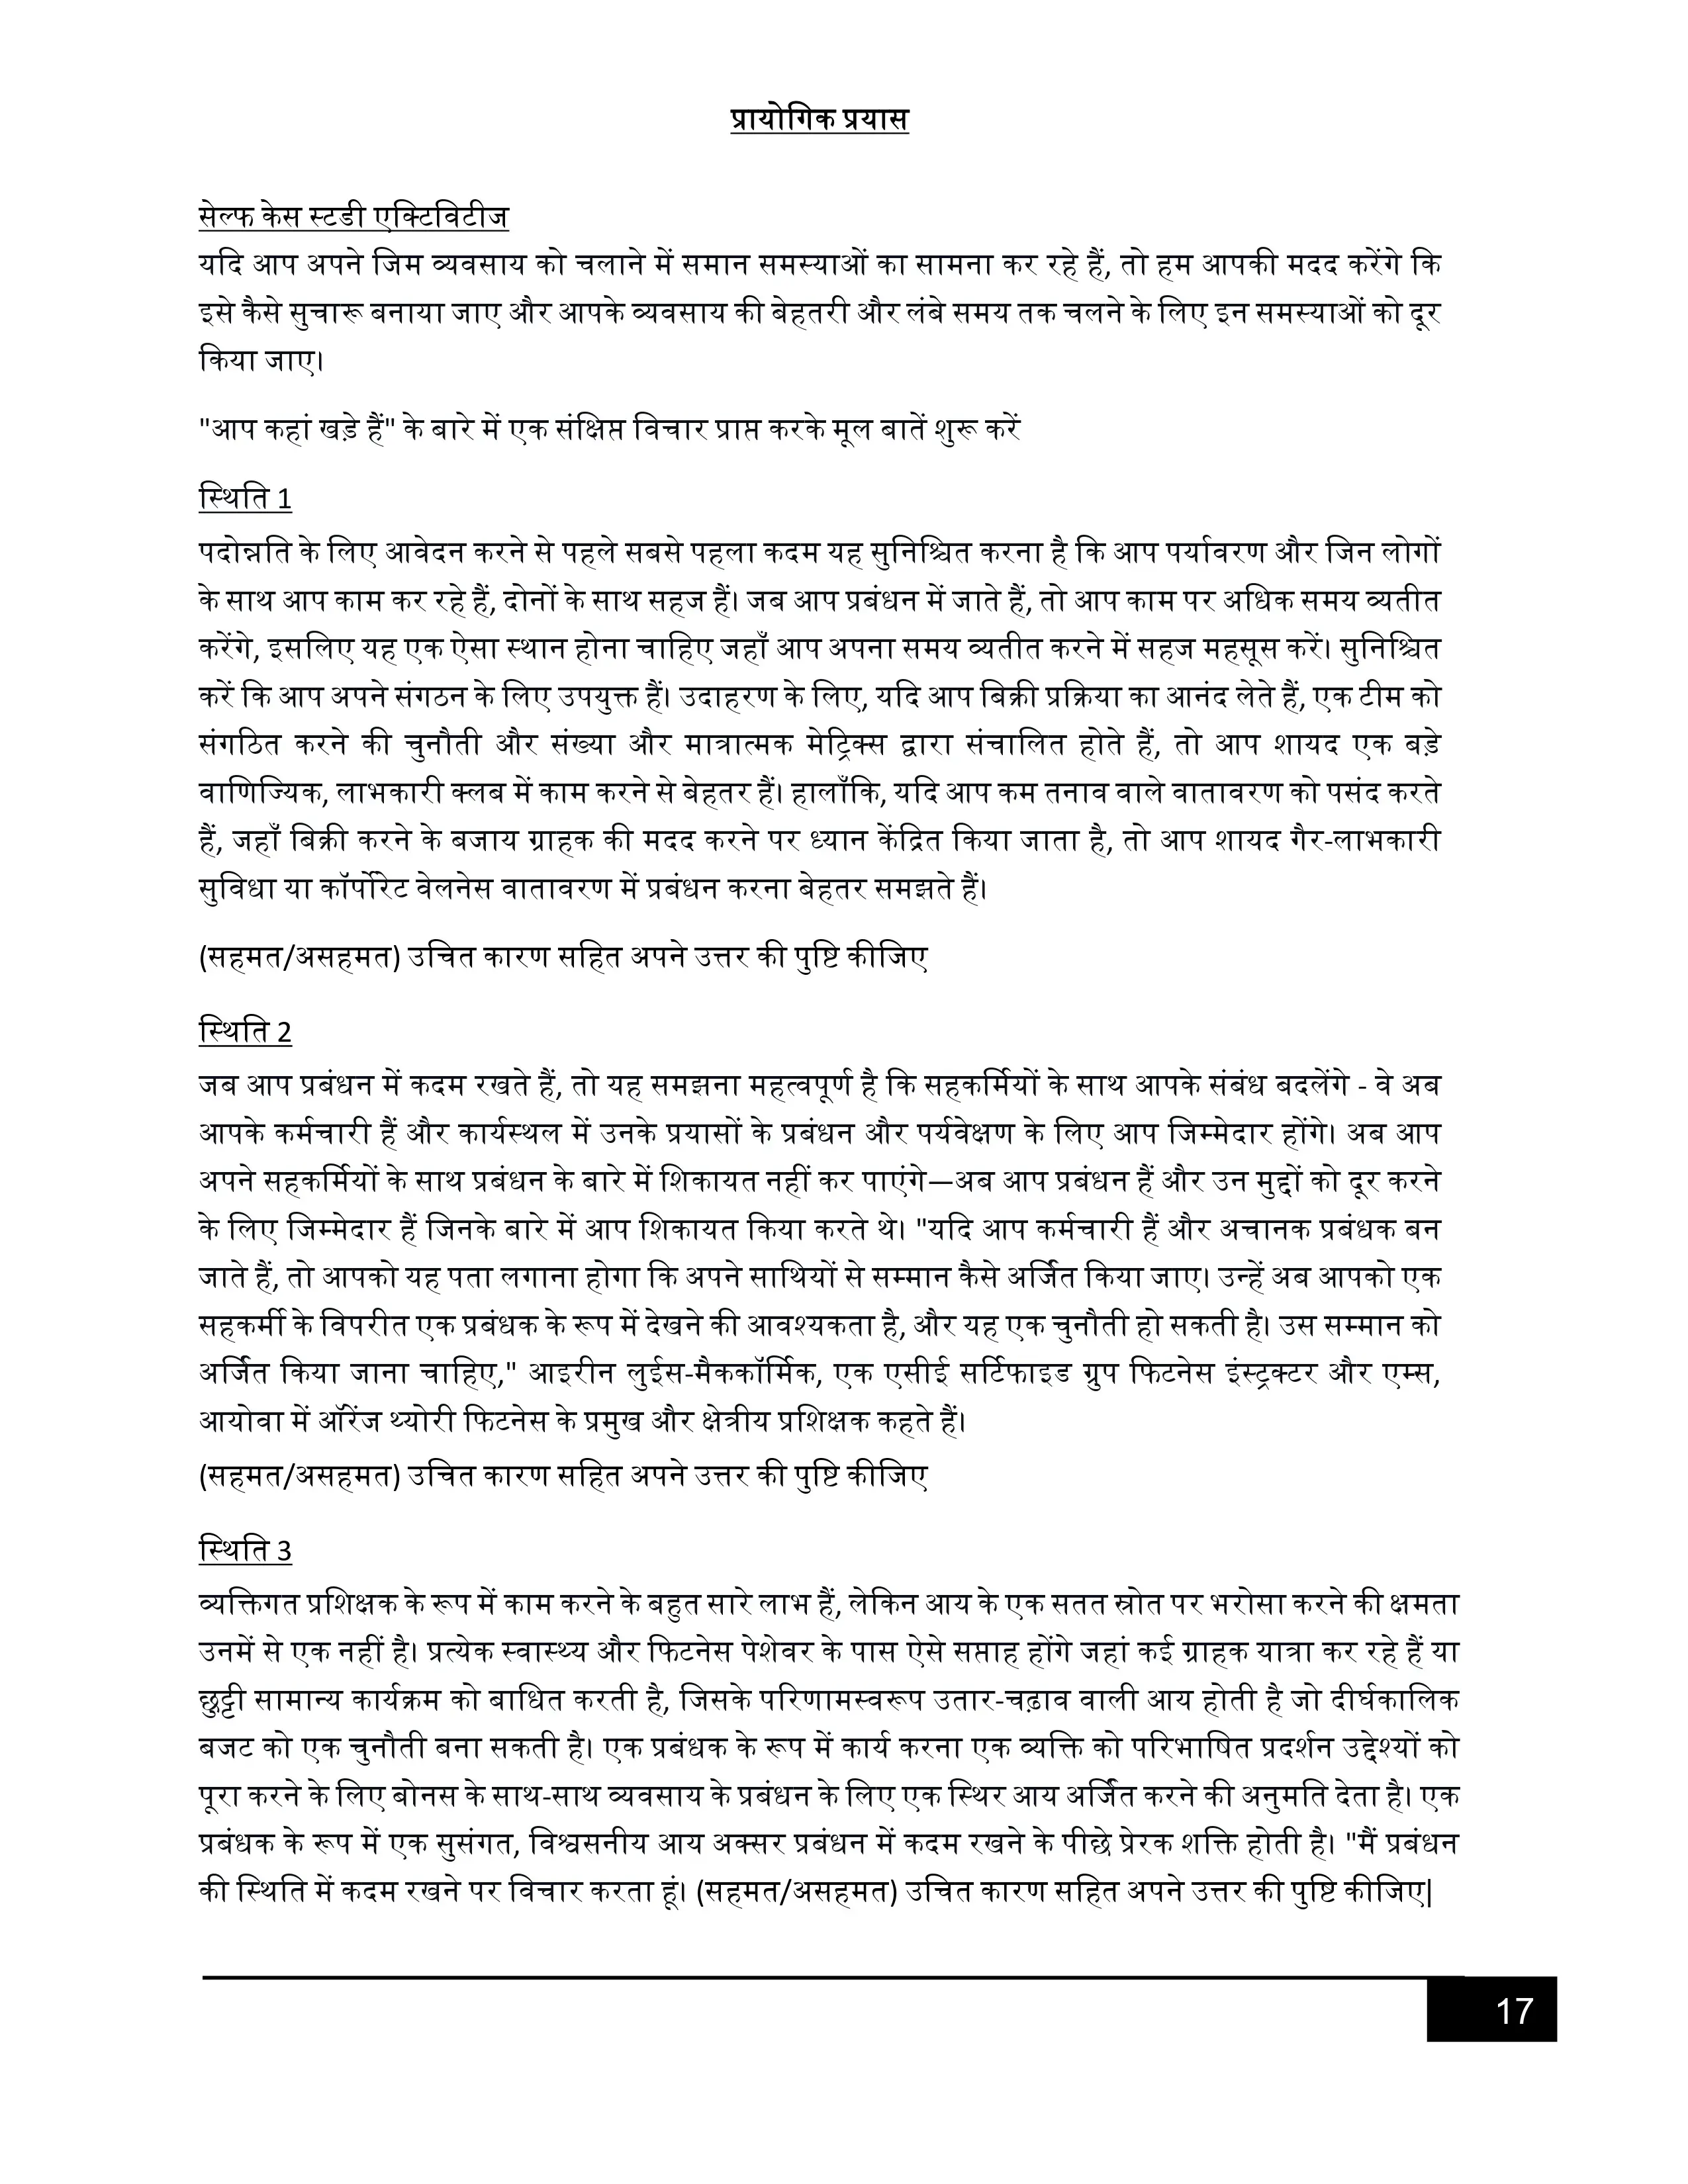 प्रायोगिक प्रयास
सेल्फ केस स्टडी एक्टिविटीज
यदि आप अपने जिम व्यवसाय को चलाने में समान समस्याओं का सामना कर रहे हैं, तो हम आपकी मदद करेंगे कि
इसे कैसे सुचारू बनाया जाए और आपके व्यवसाय की बेहतरी और लंबे समय तक चलने के लिए इन समस्याओं को दूर
किया जाए।
"आप कहां खड़े हैं" के बारे में एक संक्षिप्त विचार प्राप्त करके मूल बातें शुरू करें
स्थिति 1
पदोन्नति के लिए आवेदन करने से पहले सबसे पहला कदम यह सुनिश्चित करना है कि आप पर्यावरण और जिन लोगों
के साथ आप काम कर रहे हैं, दोनों के साथ सहज हैं। जब आप प्रबंधन में जाते हैं, तो आप काम पर अधिक समय व्यतीत
करेंगे, इसलिए यह एक ऐसा स्थान होना चाहिए जहाँ आप अपना समय व्यतीत करने में सहज महसूस करें। सुनिश्चित
करें कि आप अपने संगठन के लिए उपयुक्त हैं। उदाहरण के लिए, यदि आप बिक्री प्रक्रिया का आनंद लेते हैं, एक टीम को
संगठित करने की चुनौती और संख्या और मात्रात्मक मेट्रिक्स द्वारा संचालित होते हैं, तो आप शायद एक बड़े
वाणिज्यिक, लाभकारी क्लब में काम करने से बेहतर हैं। हालाँकि, यदि आप कम तनाव वाले वातावरण को पसंद करते
हैं, जहाँ बिक्री करने के बजाय ग्राहक की मदद करने पर ध्यान केंद्रित किया जाता है, तो आप शायद गैर-लाभकारी
सुविधा या कॉर्पोरेट वेलनेस वातावरण में प्रबंधन करना बेहतर समझते हैं।
(सहमत/असहमत) उचित कारण सहित अपने उत्तर की पुष्टि कीजिए
स्थिति 2
जब आप प्रबंधन में कदम रखते हैं, तो यह समझना महत्वपूर्ण है कि सहकर्मियों के साथ आपके संबंध बदलेंगे - वे अब
आपके कर्मचारी हैं और कार्यस्थल में उनके प्रयासों के प्रबंधन और पर्यवेक्षण के लिए आप जिम्मेदार होंगे। अब आप
अपने सहकर्मियों के साथ प्रबंधन के बारे में शिकायत नहीं कर पाएंगे—अब आप प्रबंधन हैं और उन मुद्दों को दूर करने
के लिए जिम्मेदार हैं जिनके बारे में आप शिकायत किया करते थे। "यदि आप कर्मचारी हैं और अचानक प्रबंधक बन
जाते हैं, तो आपको यह पता लगाना होगा कि अपने साथियों से सम्मान कैसे अर्जित किया जाए। उन्हें अब आपको एक
सहकर्मी के विपरीत एक प्रबंधक के रूप में देखने की आवश्यकता है, और यह एक चुनौती हो सकती है। उस सम्मान को
अर्जित किया जाना चाहिए," आइरीन लुईस-मैककॉर्मिक, एक एसीई सर्टिफाइड ग्रुप फिटनेस इंस्ट्रक्टर और एम्स,
आयोवा में ऑरेंज थ्योरी फिटनेस के प्रमुख और क्षेत्रीय प्रशिक्षक कहते हैं।
(सहमत/असहमत) उचित कारण सहित अपने उत्तर की पुष्टि कीजिए
स्थिति 3
व्यक्तिगत प्रशिक्षक के रूप में काम करने के बहुत सारे लाभ हैं, लेकिन आय के एक सतत स्रोत पर भरोसा करने की क्षमता
उनमें से एक नहीं है। प्रत्येक स्वास्थ्य और फिटनेस पेशेवर के पास ऐसे सप्ताह होंगे जहां कई ग्राहक यात्रा कर रहे हैं या
छुट्टी सामान्य कार्यक्रम को बाधित करती है, जिसके परिणामस्वरूप उतार-चढ़ाव वाली आय होती है जो दीर्घकालिक
बजट को एक चुनौती बना सकती है। एक प्रबंधक के रूप में कार्य करना एक व्यक्ति को परिभाषित प्रदर्शन उद्देश्यों को
पूरा करने के लिए बोनस के साथ-साथ व्यवसाय के प्रबंधन के लिए एक स्थिर आय अर्जित करने की अनुमति देता है। एक
प्रबंधक के रूप में एक सुसंगत, विश्वसनीय आय अक्सर प्रबंधन में कदम रखने के पीछे प्रेरक शक्ति होती है। "मैं प्रबंधन
की स्थिति में कदम रखने पर विचार करता हूं। (सहमत/असहमत) उचित कारण सहित अपने उत्तर की पुष्टि कीजिए|
17